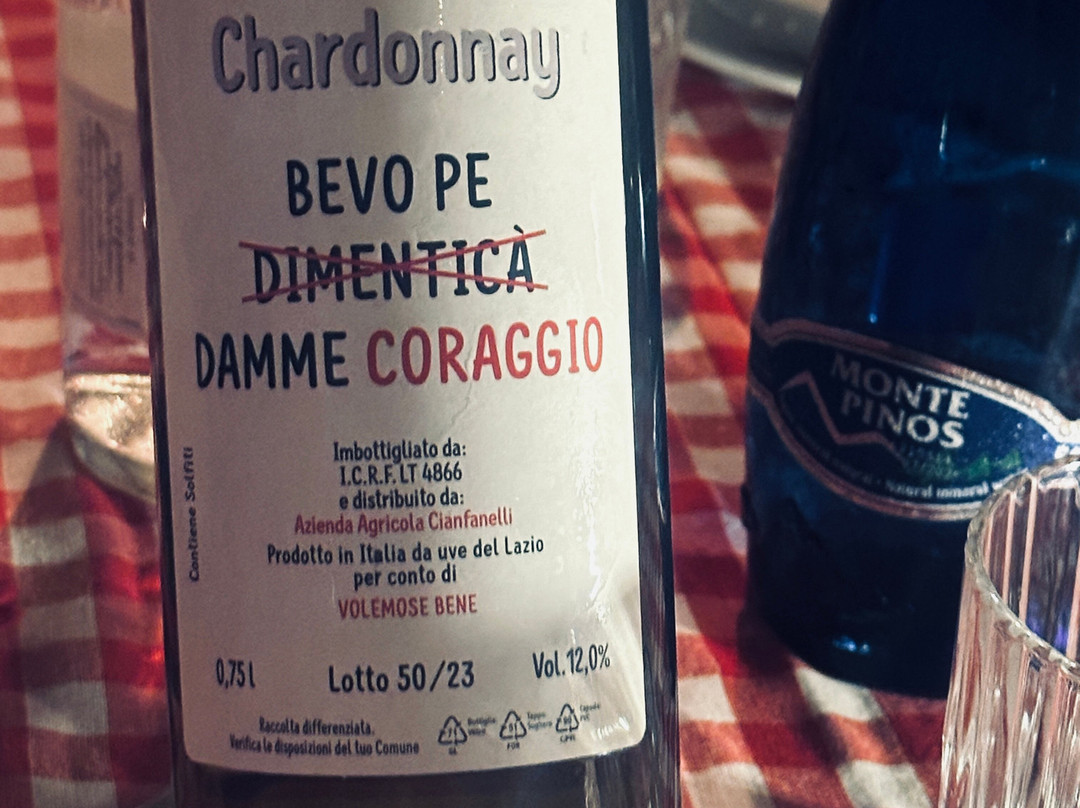 Chardonnay
BEVO PE
DIMENTICÀ
DAMME CORAGGIO
Contiene Solfiti
Imbottigliato da:
I.C.R.F. LT 4866
e distribuito da:
Azienda Agricola Cianfanelli
Prodotto in Italia da uve del Lazio
per conto di
VOLEMOSE BENE
0,75 l Lotto 50/23 Vol. 12,0%
Raccolta differenziata.
Verifica le disposizioni del tuo Comune
MONTE
PINOS